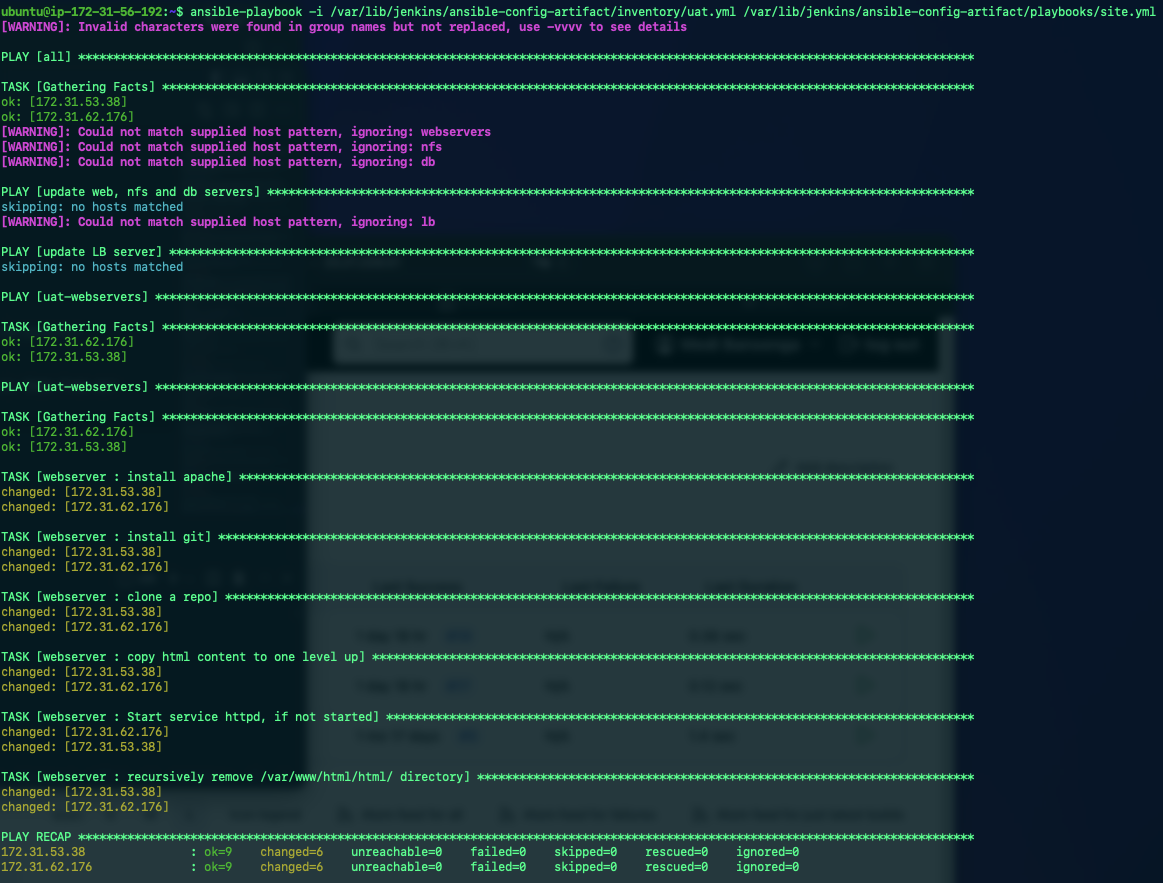 ubuntu@ip-172-31-56-192:~$ ansible-playbook -i /var/lib/jenkins/ansible-config-artifact/inventory/uat.yml /var/lib/jenkins/ansible-config-artifact/playbooks/site.yml
[WARNING]: Invalid characters were found in group names but not replaced, use -vvvv to see details
PLAY [all] ********************************************************************************************************************************
TASK [Gathering Facts] ********************************************************************************************************************
ok: [172.31.53.38]
ok: [172.31.62.176]
[WARNING]: Could not match supplied host pattern, ignoring: webservers
[WARNING]: Could not match supplied host pattern, ignoring: nfs
[WARNING]: Could not match supplied host pattern, ignoring: db
PLAY [update web, nfs and db servers] *****************************************************************************************************
skipping: no hosts matched
[WARNING]: Could not match supplied host pattern, ignoring: lb
PLAY [update LB server] *******************************************************************************************************************
skipping: no hosts matched
PLAY [uat-webservers] *********************************************************************************************************************
TASK [Gathering Facts] ********************************************************************************************************************
ok: [172.31.62.176]
ok: [172.31.53.38]
PLAY [uat-webservers] *********************************************************************************************************************
TASK [Gathering Facts] ********************************************************************************************************************
ok: [172.31.62.176]
ok: [172.31.53.38]
TASK [webserver : install apache] *********************************************************************************************************
changed: [172.31.53.38]
changed: [172.31.62.176]
TASK [webserver : install git] ************************************************************************************************************
changed: [172.31.53.38]
changed: [172.31.62.176]
TASK [webserver : clone a repo] ***********************************************************************************************************
changed: [172.31.53.38]
changed: [172.31.62.176]
TASK [webserver : copy html content to one level up] **************************************************************************************
changed: [172.31.53.38]
changed: [172.31.62.176]
TASK [webserver : Start service httpd, if not started] ************************************************************************************
changed: [172.31.62.176]
changed: [172.31.53.38]
TASK [webserver : recursively remove /var/www/html/html/ directory] ***********************************************************************
changed: [172.31.53.38]
changed: [172.31.62.176]
PLAY RECAP ********************************************************************************************************************************
172.31.53.38 : ok=9 changed=6 unreachable=0 failed=0 skipped=0 rescued=0 ignored=0
172.31.62.176 : ok=9 changed=6 unreachable=0 failed=0 skipped=0 rescued=0 ignored=0